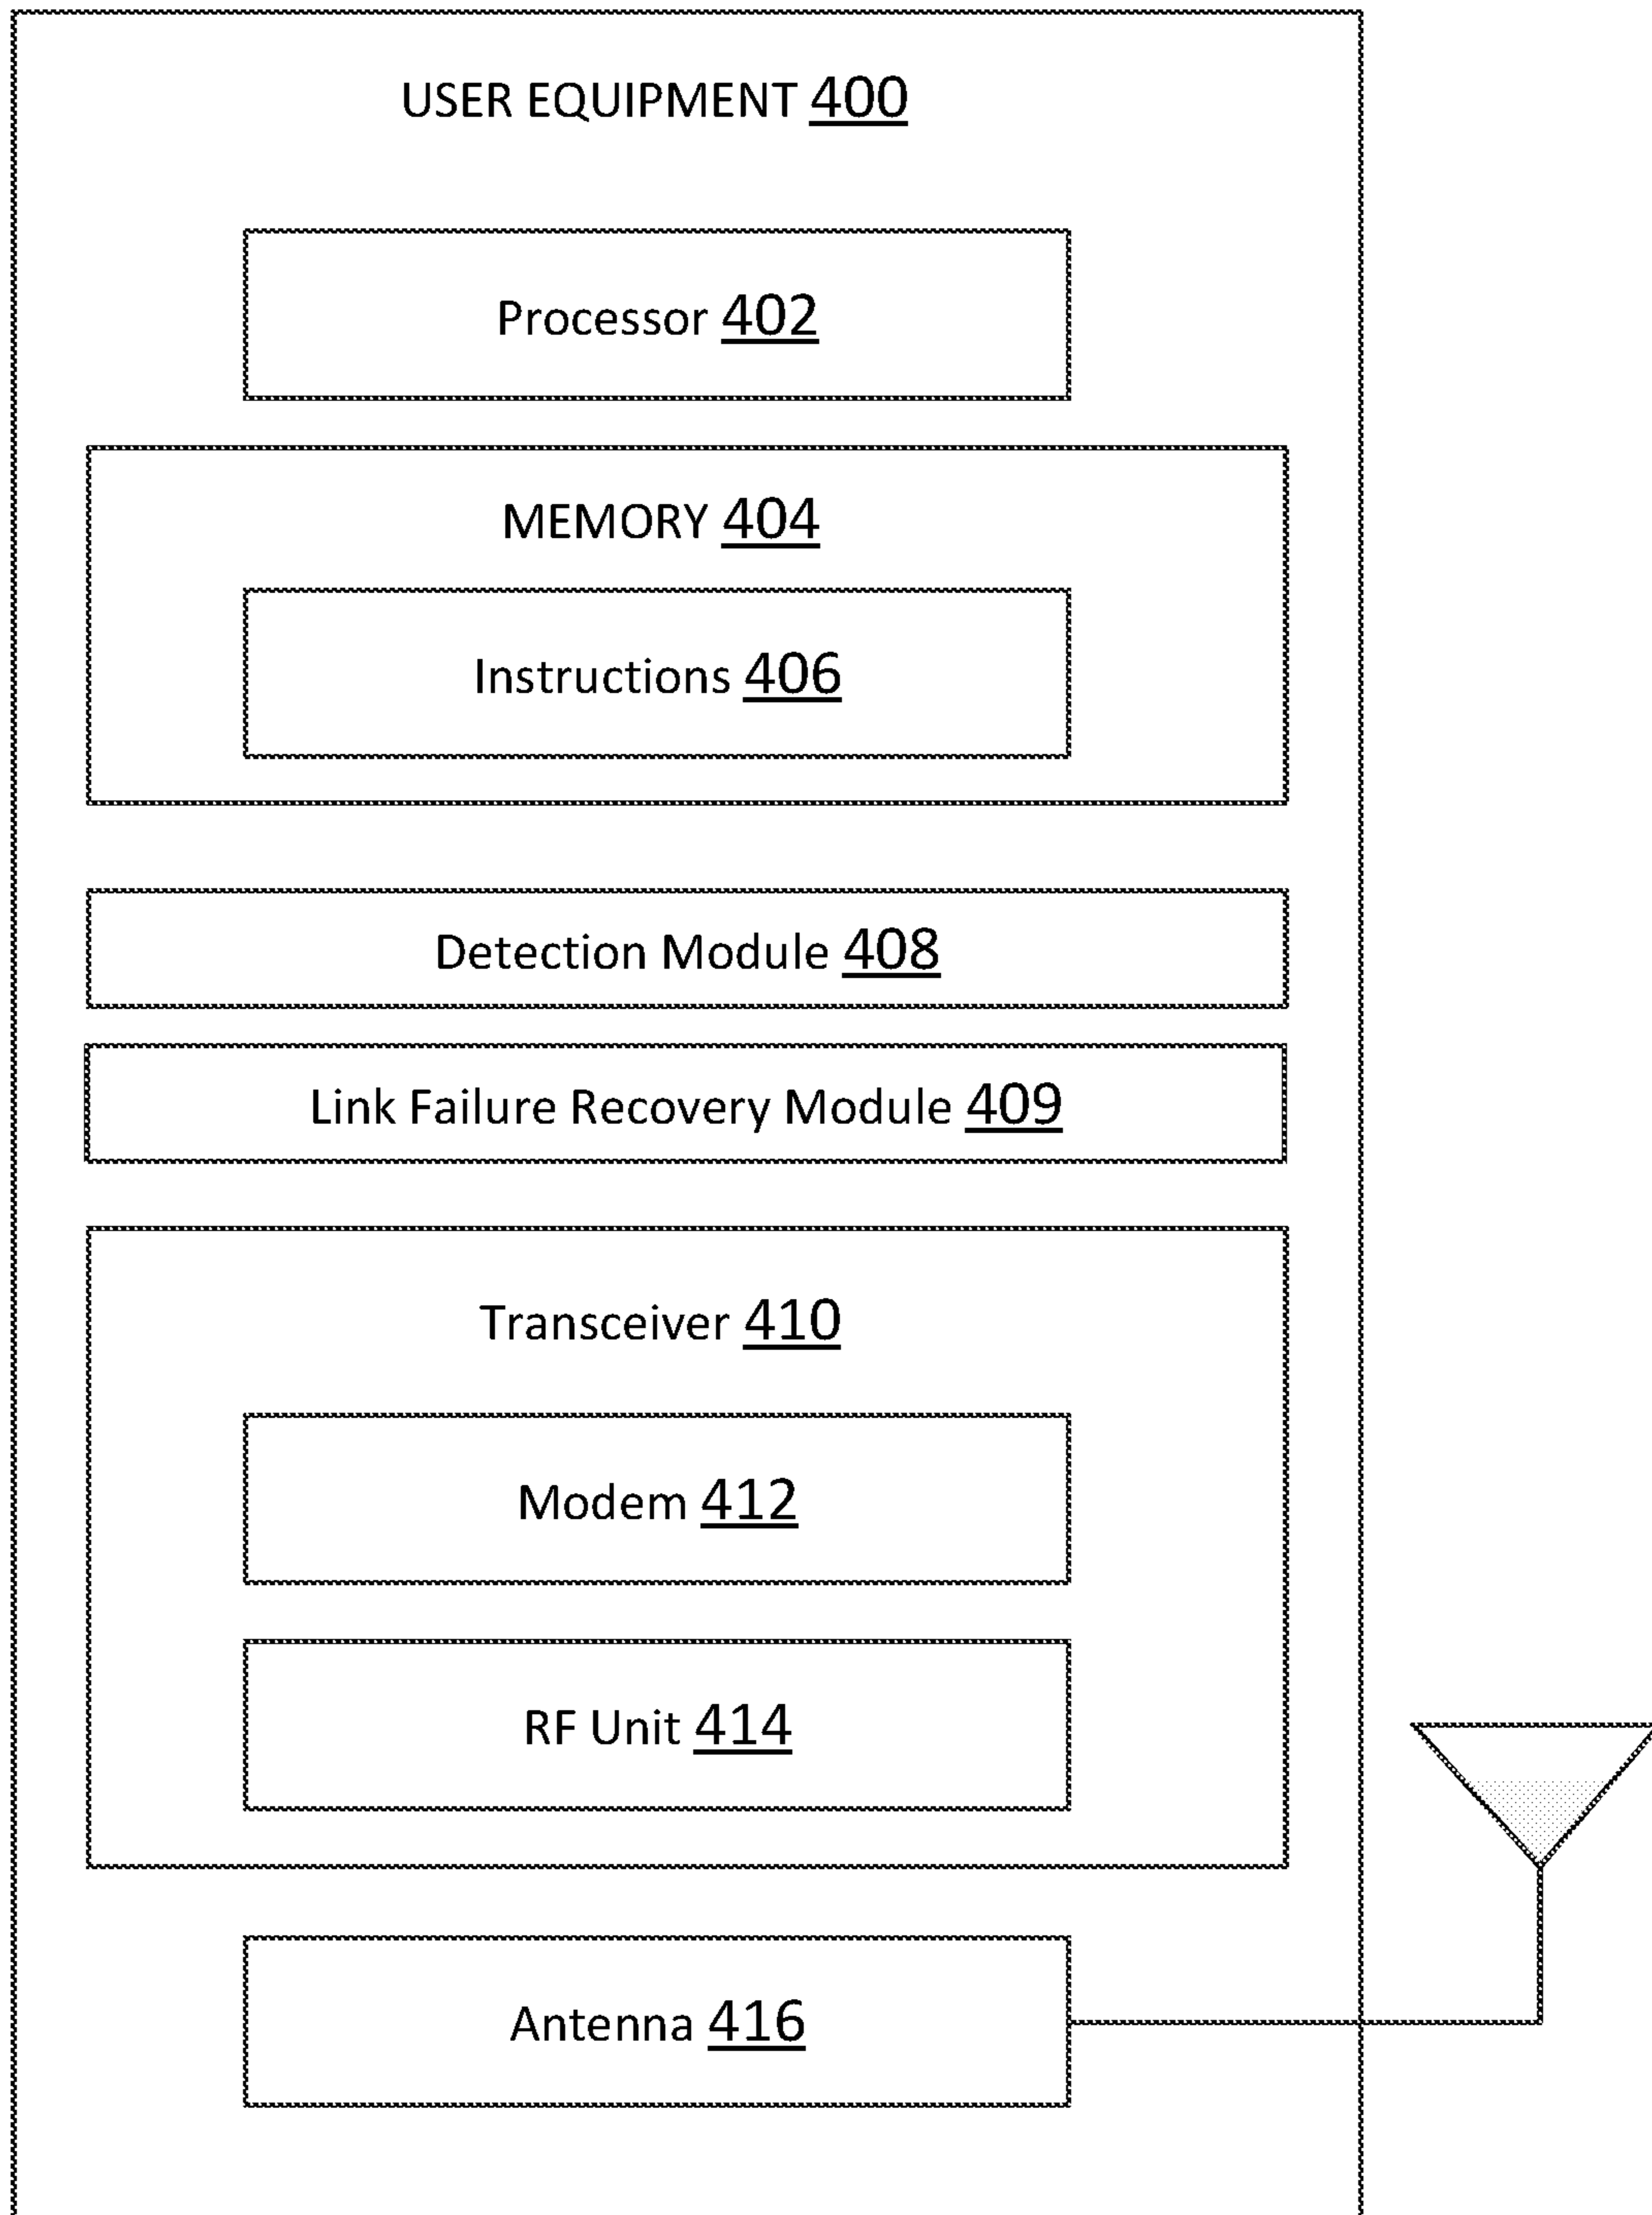 USER EQUIPMENT 400
Processor 402
MEMORY 404
Instructions 406
Detection Module 408
Link Failure Recovery Module 409
Transceiver 410
Modem 412
RF Unit 414
Antenna 416